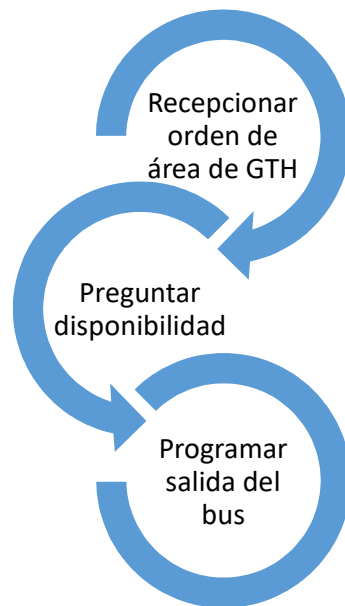 Recepcionar
orden de
área de GTH
Preguntar
disponibilidad
Programar
salida del
bus